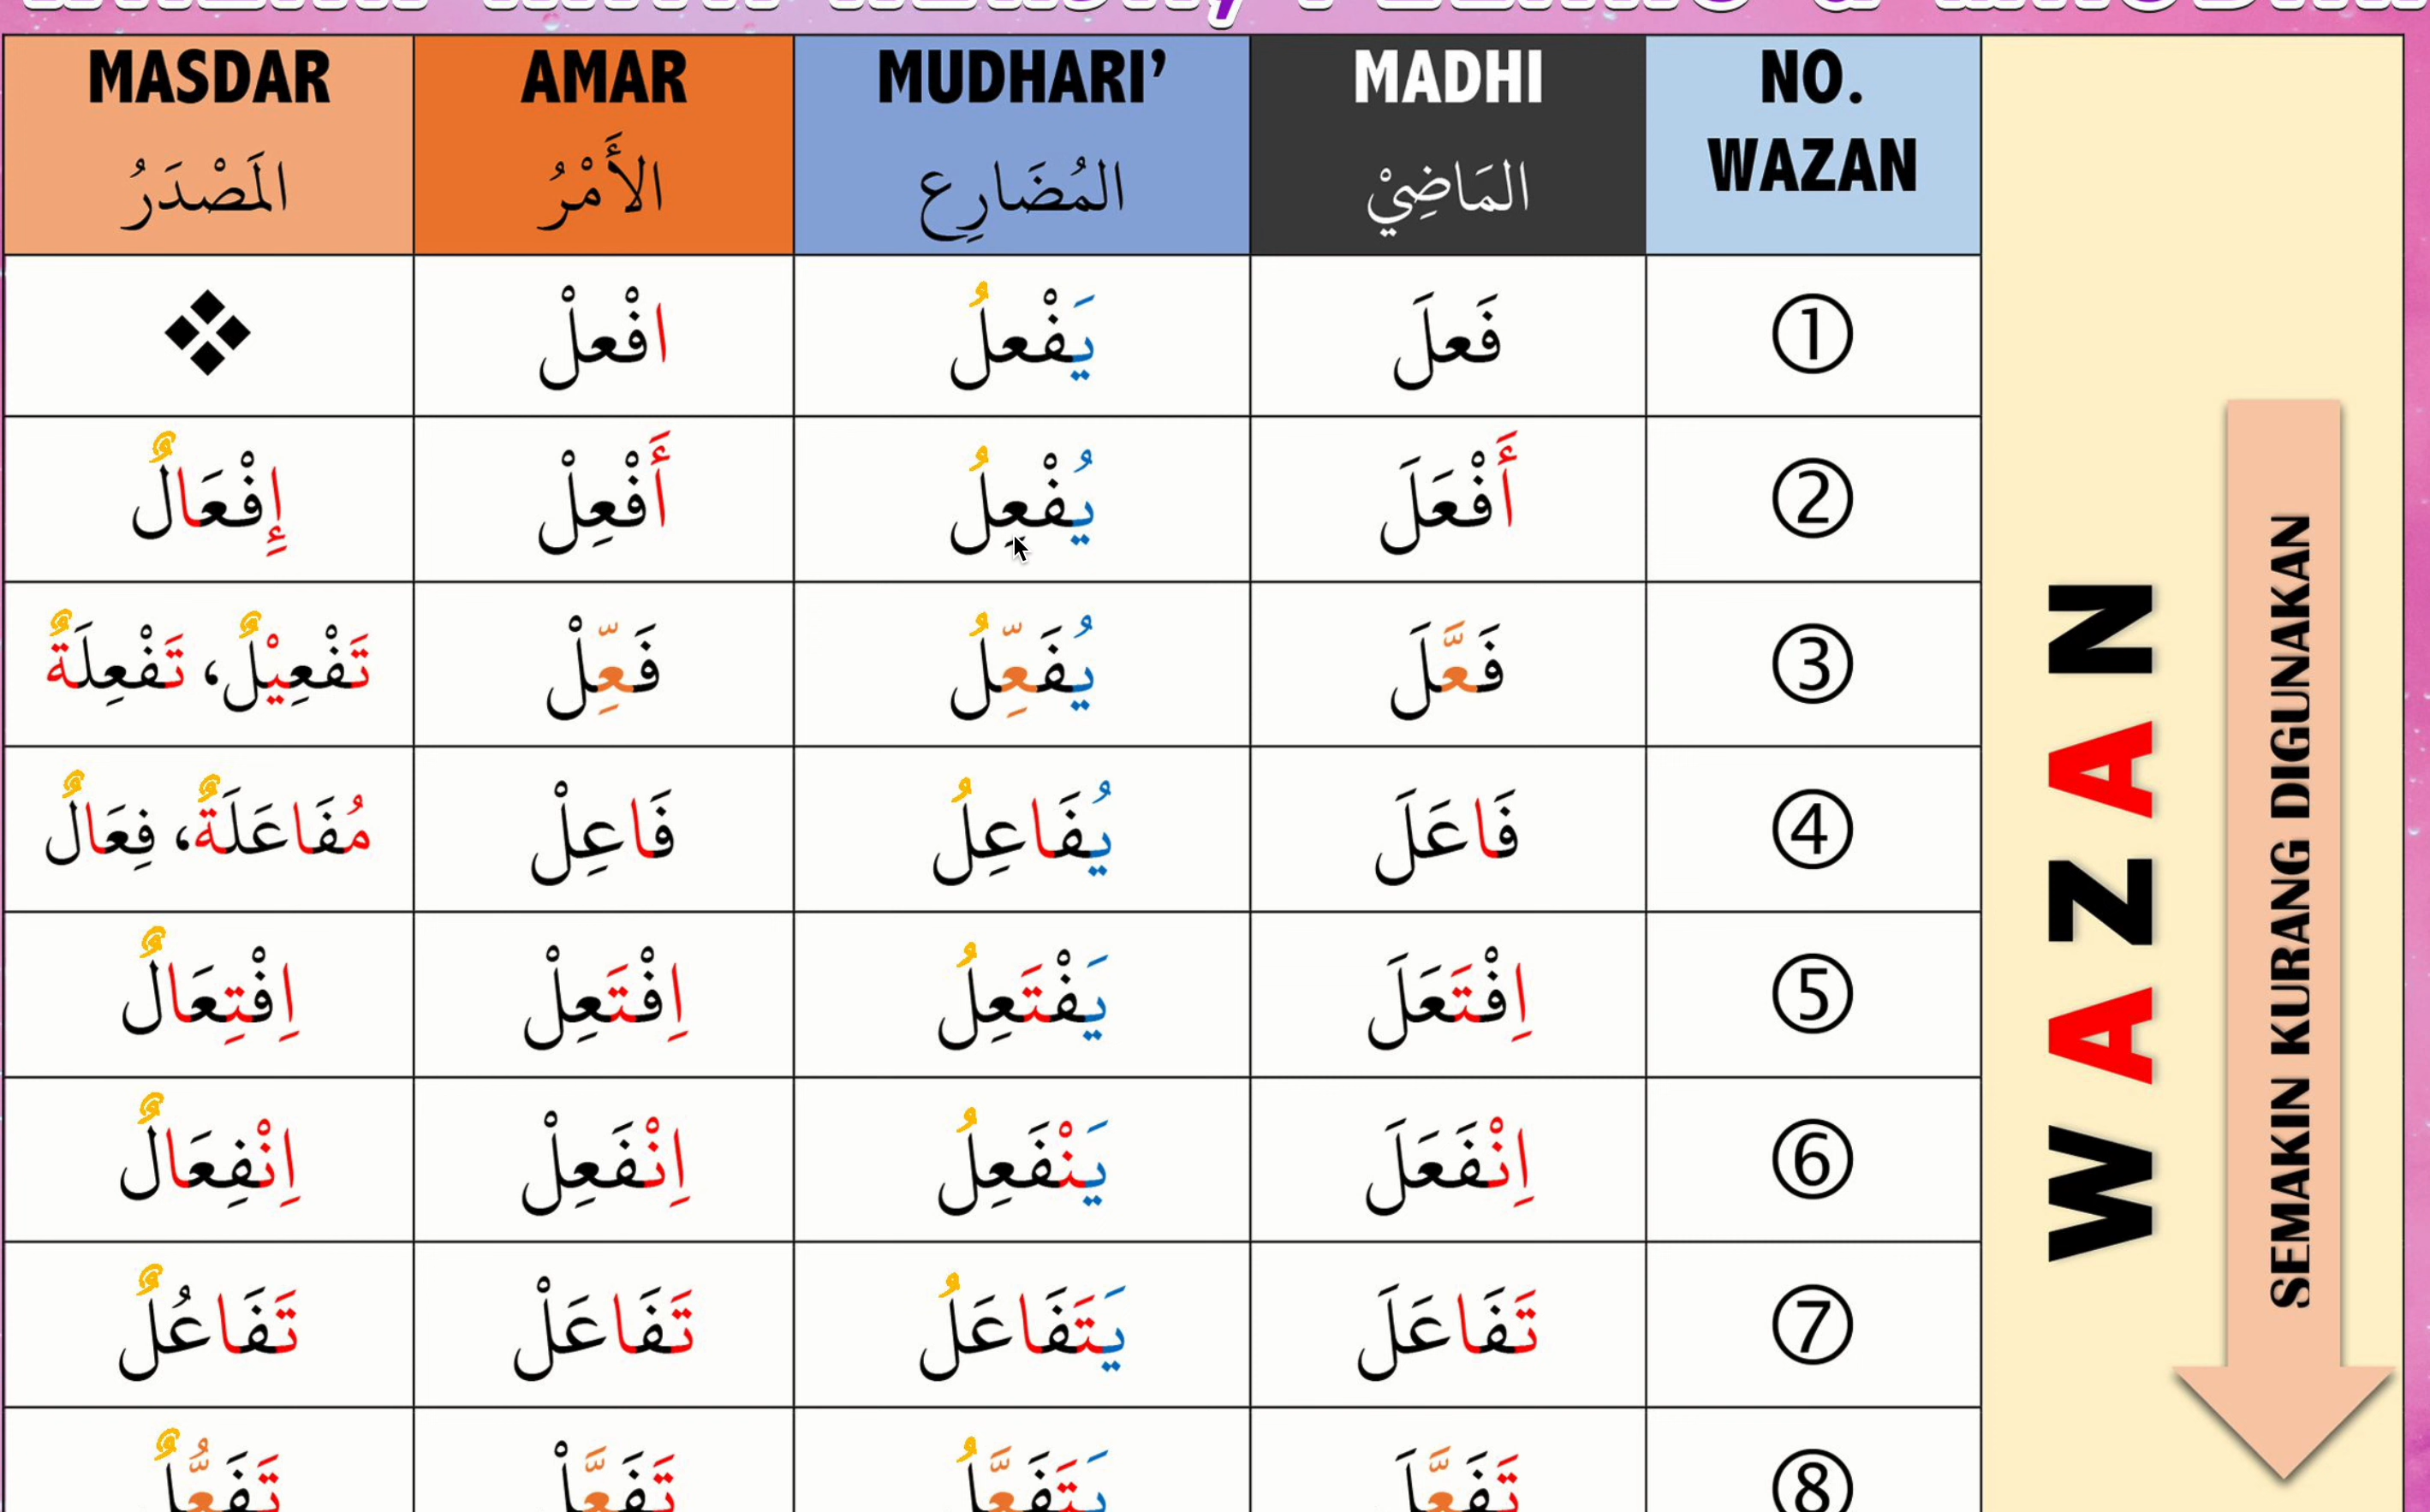 NO. WAZAN
MADHI المَاضِيْ
MUDHARI’ المُضَارِع
AMAR الأَمْرُ
MASDAR المَصْدَرُ
① فَعلَ يَفْعلُ افْعلْ ❖
② أَفْعَلَ يُفْعِلُ أَفْعِلْ إِفْعَالٌ
③ فَعَّلَ يُفَعِّلُ فَعِّلْ تَفْعِيْلٌ، تَفْعِلَةٌ
④ فَاعَلَ يُفَاعِلُ فَاعِلْ مُفَاعَلَةٌ، فِعَالٌ
⑤ اِفْتَعَلَ يَفْتَعِلُ اِفْتَعِلْ اِفْتِعَالٌ
⑥ اِنْفَعَلَ يَنْفَعِلُ اِنْفَعِلْ اِنْفِعَالٌ
⑦ تَفَاعَلَ يَتَفَاعَلُ تَفَاعَلْ تَفَاعُلٌ
⑧ تَفَعَّلَ يَتَفَعَّلُ تَفَعَّلْ تَفَعُّلٌ
WAZAN
SEMAKIN KURANG DIGUNAKAN